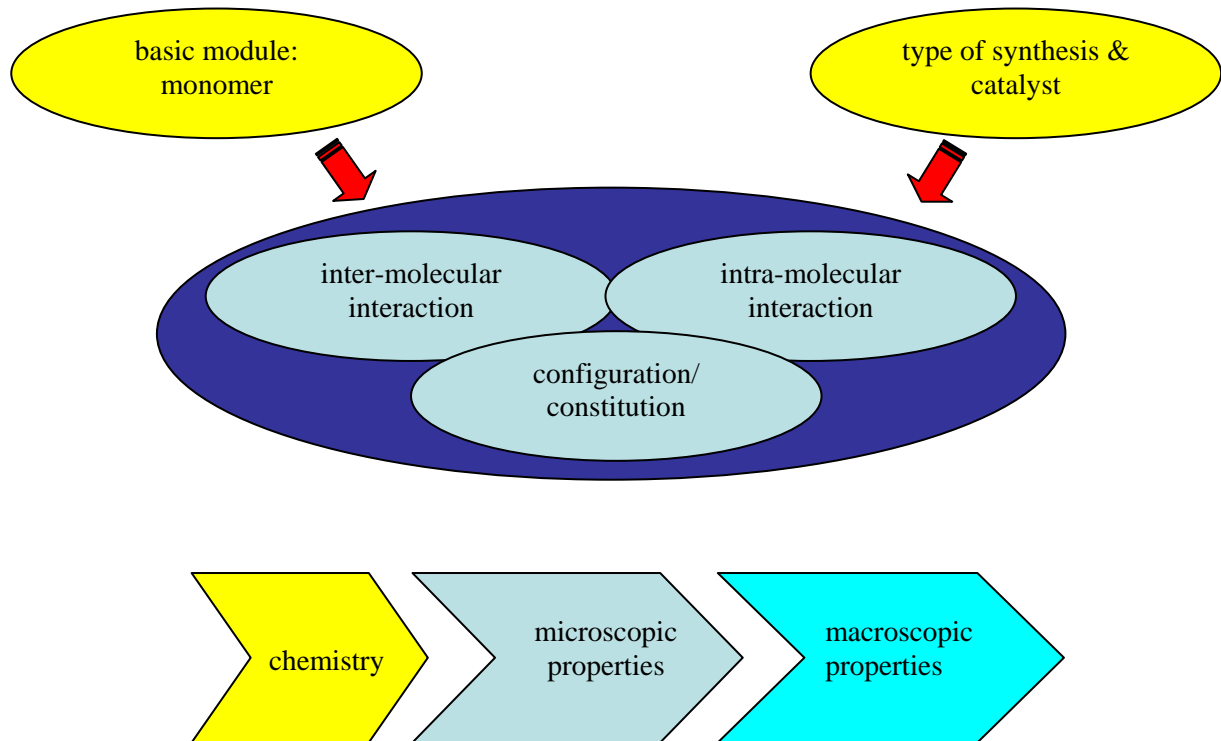 basic module:
monomer
type of synthesis &
catalyst
inter-molecular
interaction
intra-molecular
interaction
configuration/
constitution
chemistry
microscopic
properties
macroscopic
properties